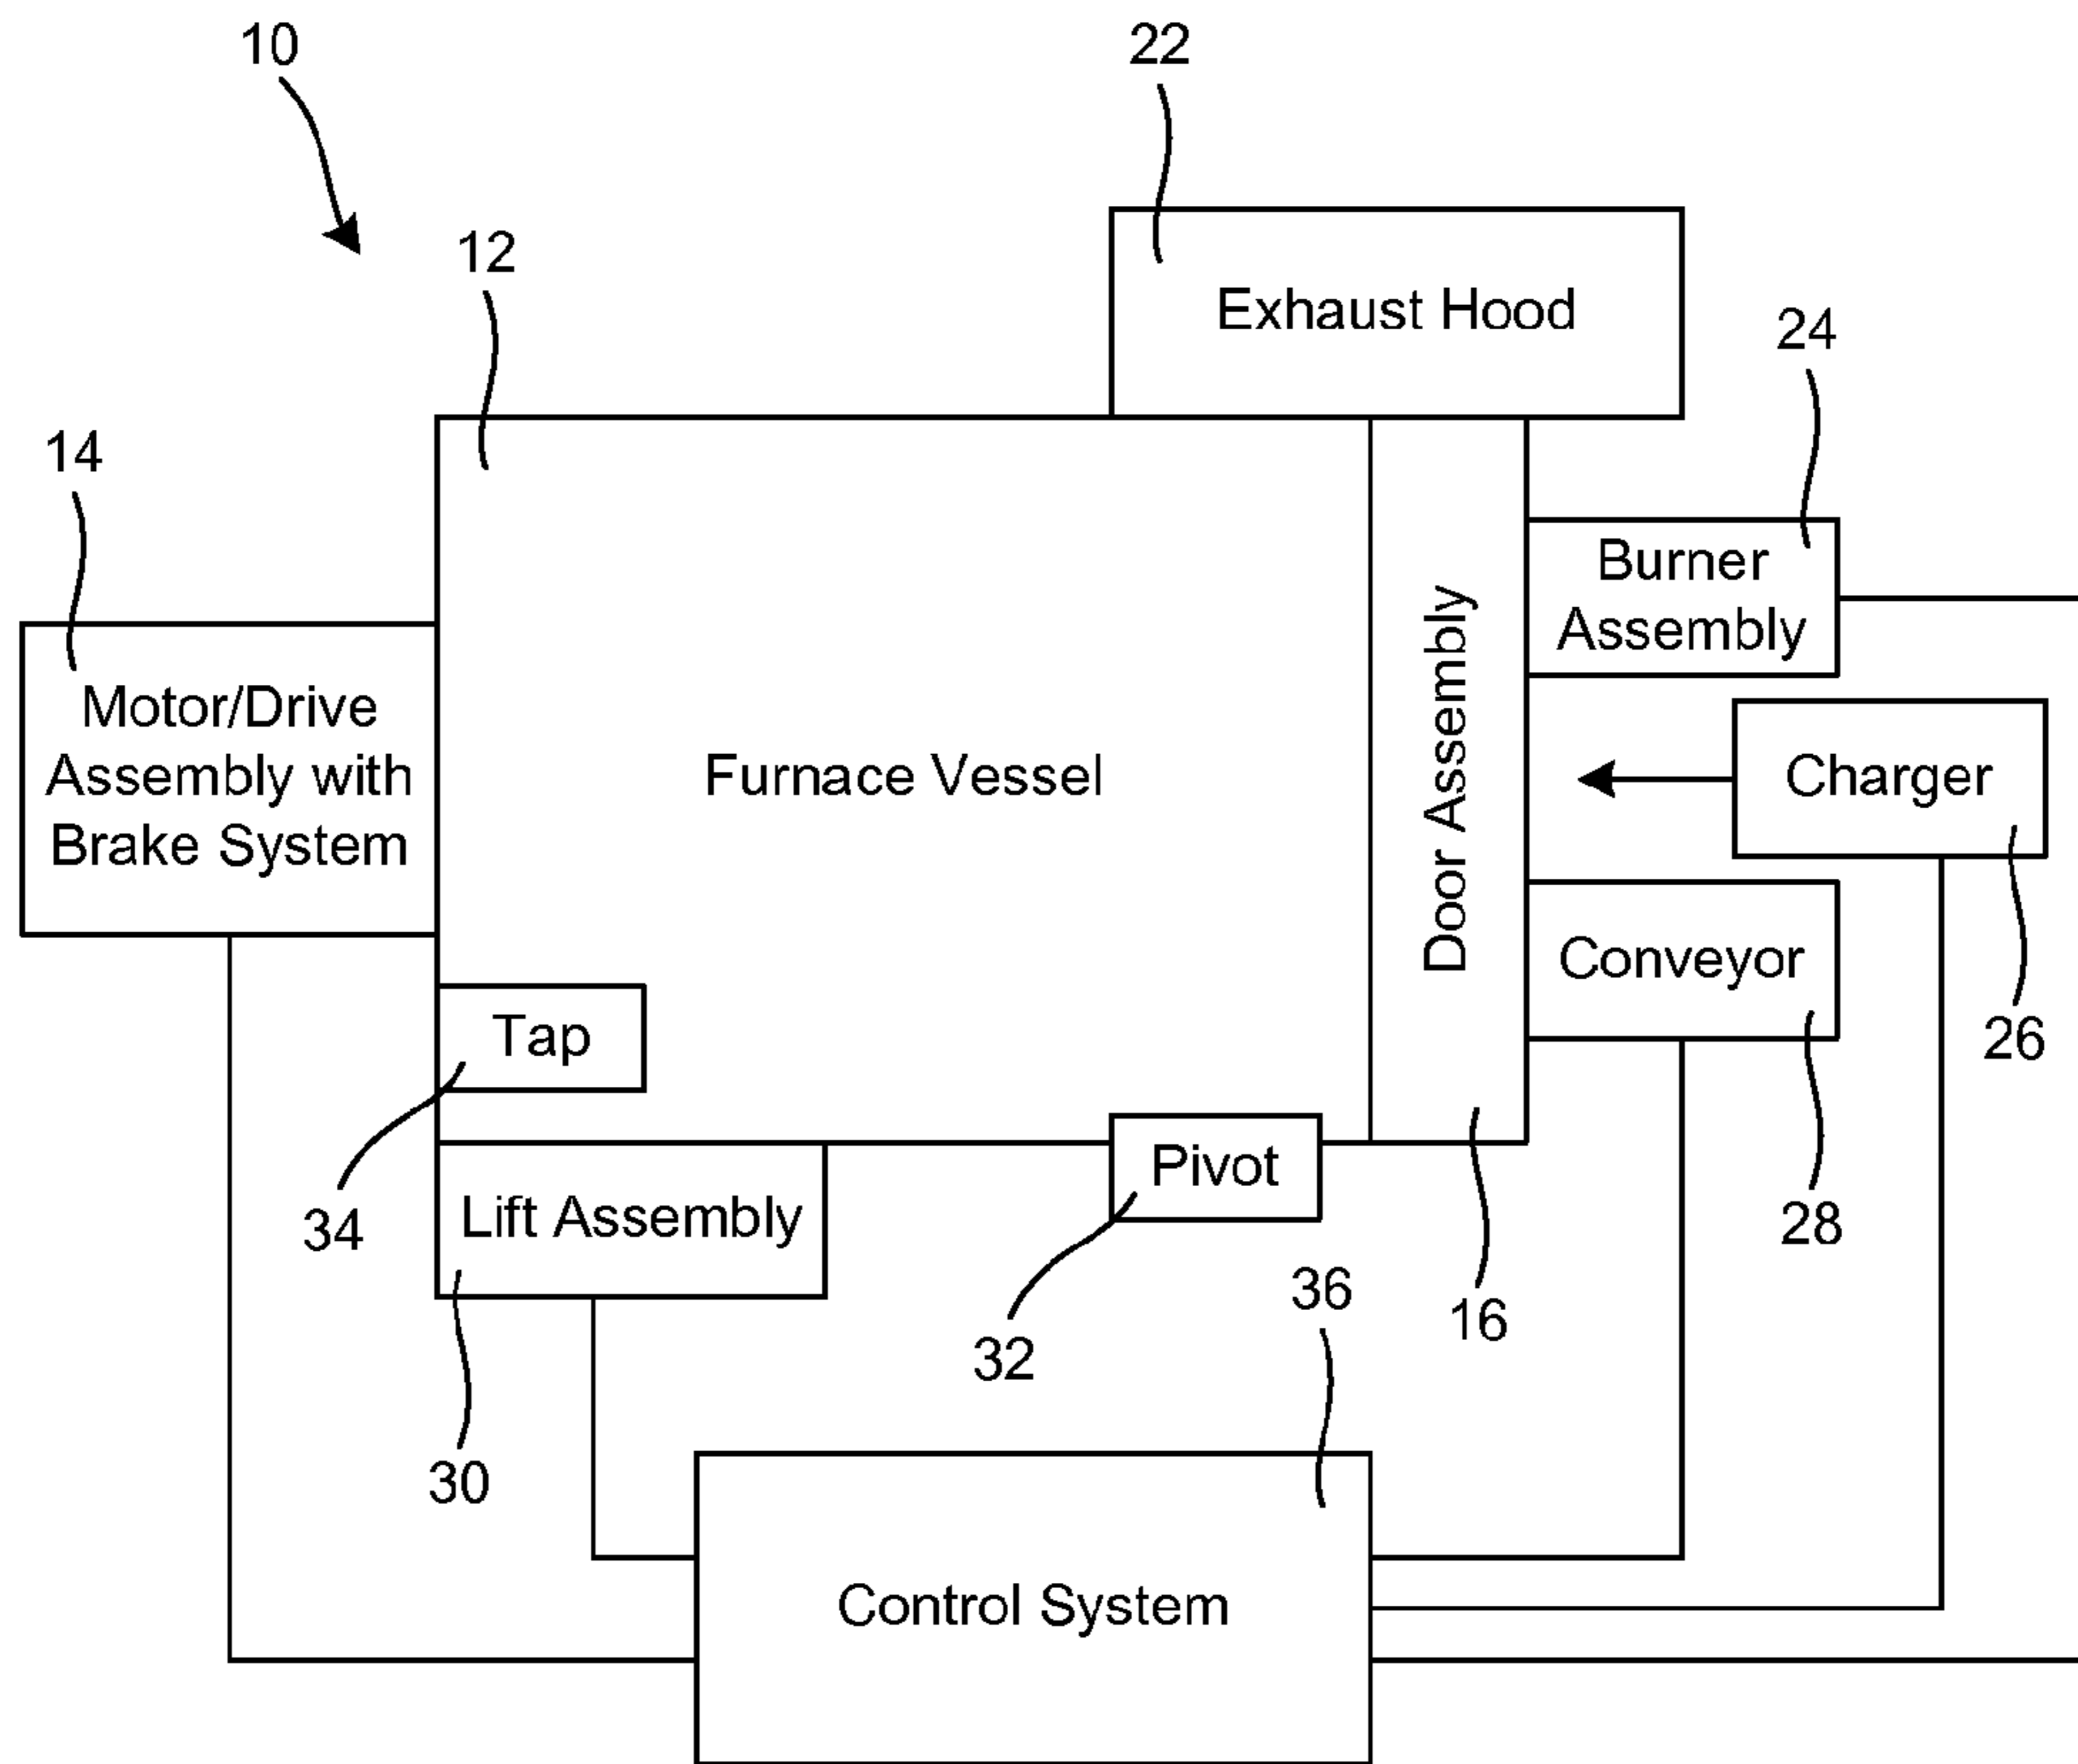 10
22
12
Exhaust Hood
24
14
Burner
Assembly
Motor/Drive
Assembly with
Brake System
Furnace Vessel
Door Assembly
Charger
Conveyor
26
Tap
Pivot
34
Lift Assembly
28
36
16
32
30
Control System